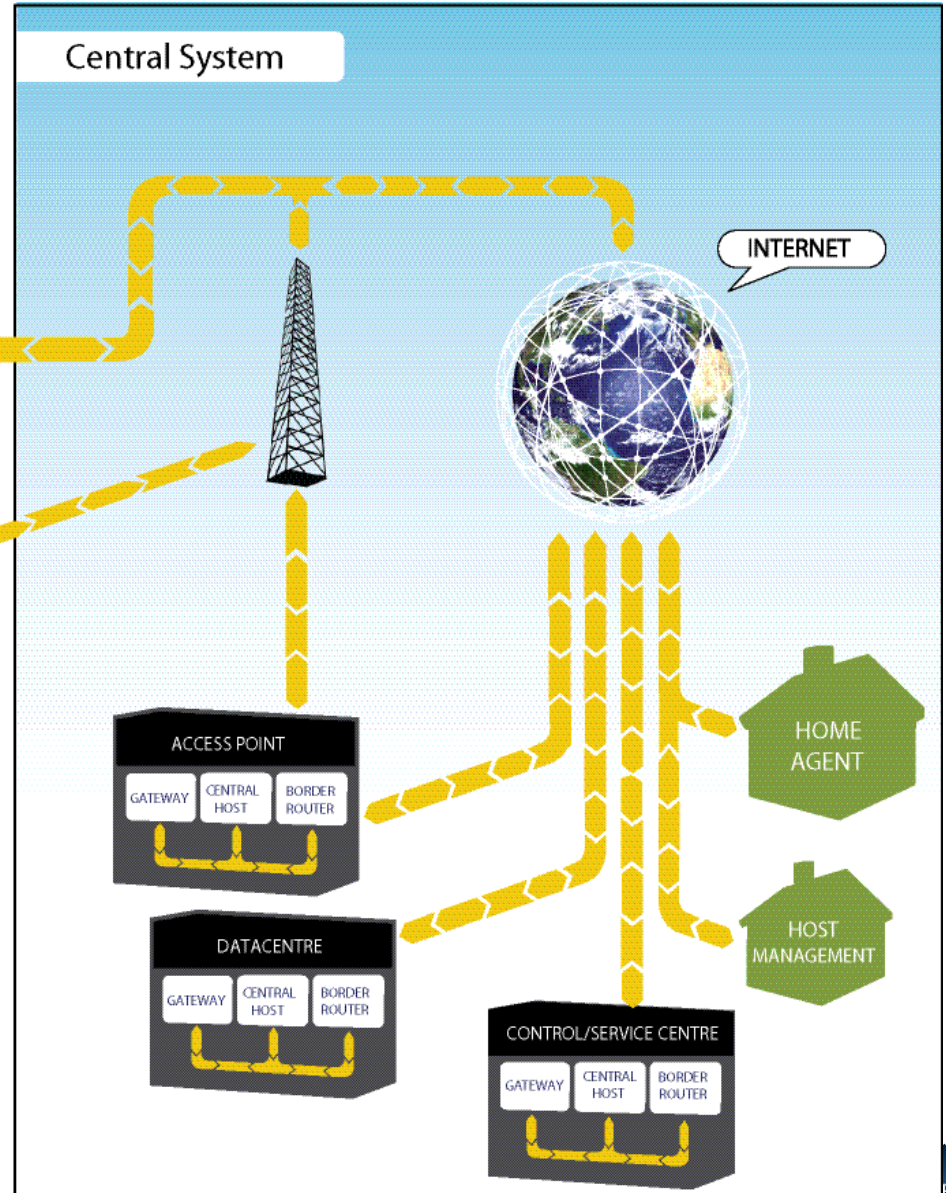 Central System
INTERNET
ACCESS POINT
GATEWAY
CENTRAL
HOST
BORDER
ROUTER
HOME
AGENT
DATACENTRE
GATEWAY
CENTRAL
HOST
BORDER
ROUTER
HOST
MANAGEMENT
CONTROL/SERVICE CENTRE
GATEWAY
CENTRAL
HOST
BORDER
ROUTER